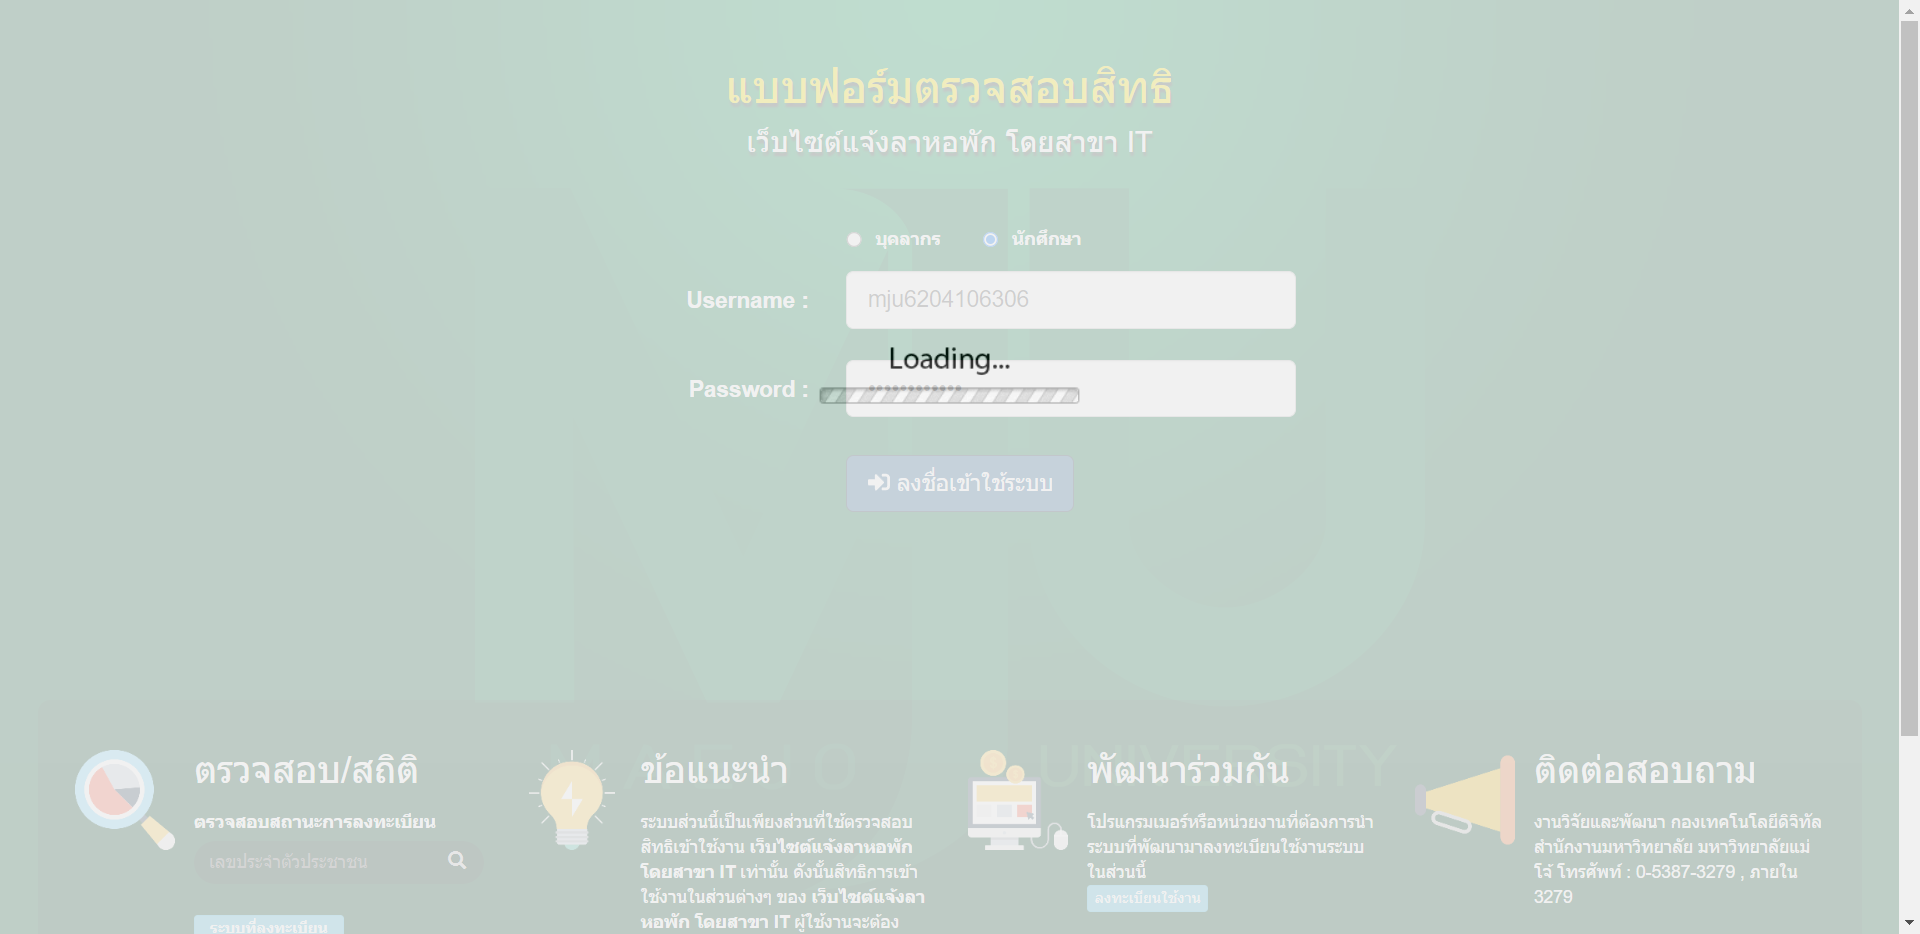 แบบฟอร์มตรวจสอบสิทธิ
เว็บไซต์แจ้งลาหอพัก โดยสาขา IT
บุคลากร นักศึกษา
Username : mju6204106306
Loading...
Password : ••••••••••••
ลงชื่อเข้าใช้ระบบ
MJU
MAEJO UNIVERSITY
ตรวจสอบ/สถิติ
ตรวจสอบสถานะการลงทะเบียน
เลขประจำตัวประชาชน
ระบบที่ลงทะเบียน
ข้อแนะนำ
ระบบส่วนนี้เป็นเพียงส่วนที่ใช้ตรวจสอบ
สิทธิเข้าใช้งาน เว็บไซต์แจ้งลาหอพัก
โดยสาขา IT เท่านั้น ดังนั้นสิทธิการเข้า
ใช้งานในส่วนต่างๆ ของ เว็บไซต์แจ้งลา
หอพัก โดยสาขา IT ผู้ใช้งานจะต้อง
พัฒนาร่วมกัน
โปรแกรมเมอร์หรือหน่วยงานที่ต้องการนำ
ระบบที่พัฒนามาลงทะเบียนใช้งานระบบ
ในส่วนนี้
ลงทะเบียนใช้งาน
ติดต่อสอบถาม
งานวิจัยและพัฒนา กองเทคโนโลยีดิจิทัล
สำนักงานมหาวิทยาลัย มหาวิทยาลัยแม่
โจ้ โทรศัพท์ : 0-5387-3279 , ภายใน
3279